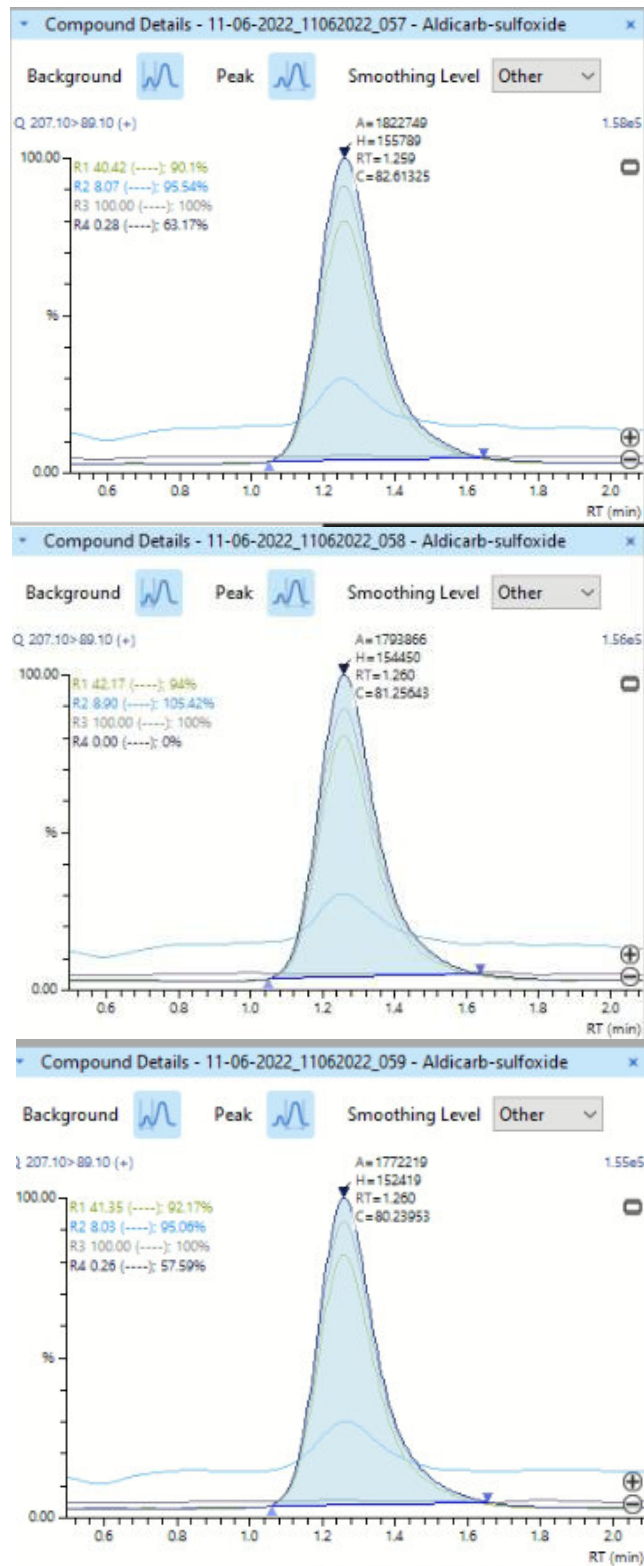 Compound Details - 11-06-2022_11062022_057 - Aldicarb-sulfoxide ×
Background Peak Smoothing Level Other
Q 207.10>89.10 (+) 1.58e5
A=1822749
H=155789
RT=1.259
C=82.61325
100.00
R1 40.42 (----); 90.1%
R2 8.07 (----); 95.54%
R3 100.00 (----); 100%
R4 0.28 (----); 63.17%
%
0.00
0.6 0.8 1.0 1.2 1.4 1.6 1.8 2.0
RT (min)
Compound Details - 11-06-2022_11062022_058 - Aldicarb-sulfoxide ×
Background Peak Smoothing Level Other
Q 207.10>89.10 (+) 1.56e5
A=1793866
H=154450
RT=1.260
C=81.25643
100.00
R1 42.17 (----); 94%
R2 8.90 (----); 105.42%
R3 100.00 (----); 100%
R4 0.00 (----); 0%
%
0.00
0.6 0.8 1.0 1.2 1.4 1.6 1.8 2.0
RT (min)
Compound Details - 11-06-2022_11062022_059 - Aldicarb-sulfoxide ×
Background Peak Smoothing Level Other
Q 207.10>89.10 (+) 1.55e5
A=1772219
H=152419
RT=1.260
C=80.23953
100.00
R1 41.35 (----); 92.17%
R2 8.03 (----); 95.06%
R3 100.00 (----); 100%
R4 0.26 (----); 57.59%
%
0.00
0.6 0.8 1.0 1.2 1.4 1.6 1.8 2.0
RT (min)